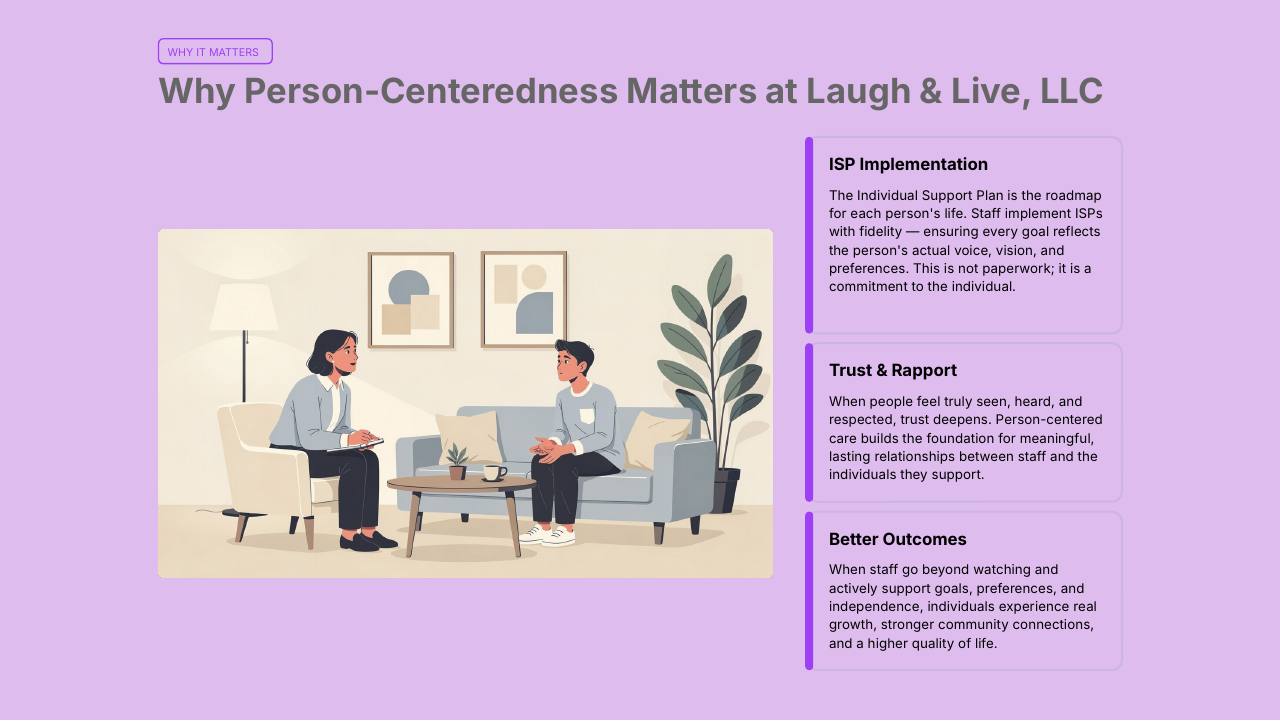 WHY IT MATTERS
Why Person-Centeredness Matters at Laugh & Live, LLC
ISP Implementation
The Individual Support Plan is the roadmap
for each person's life. Staff implement ISPs
with fidelity — ensuring every goal reflects
the person's actual voice, vision, and
preferences. This is not paperwork; it is a
commitment to the individual.
Trust & Rapport
When people feel truly seen, heard, and
respected, trust deepens. Person-centered
care builds the foundation for meaningful,
lasting relationships between staff and the
individuals they support.
Better Outcomes
When staff go beyond watching and
actively support goals, preferences, and
independence, individuals experience real
growth, stronger community connections,
and a higher quality of life.